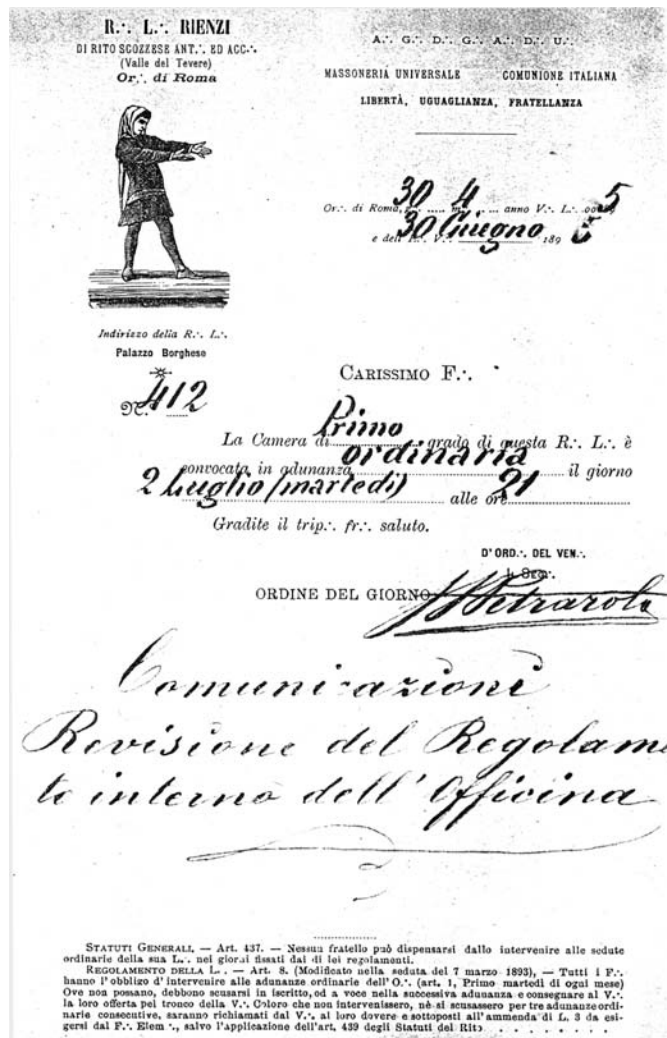 R∴ L∴ RIENZI
DI RITO SCOZZESE ANT∴ ED ACC∴
(Valle del Tevere)
Or∴ di Roma
A∴ G∴ D∴ G∴ A∴ D∴ U∴
MASSONERIA UNIVERSALE COMUNIONE ITALIANA
LIBERTÀ, UGUAGLIANZA, FRATELLANZA
Or∴ di Roma, 30 m∴ 4 anno V∴ L∴ 5
e dell' E∴ V∴ 30 Giugno 1895
Indirizzo della R∴ L∴
Palazzo Borghese
N. 412
CARISSIMO F∴
La Camera di Primo grado di questa R∴ L∴ è
convocata in adunanza ordinaria il giorno
2 Luglio (martedì) alle ore 21
Gradite il trip∴ fr∴ saluto.
D'ORD∴ DEL VEN∴
Il Segr∴
ORDINE DEL GIORNO Petrarola
Comunicazioni
Revisione del Regolame
to interno dell'Officina
STATUTI GENERALI, — Art. 437. — Nessun fratello può dispensarsi dallo intervenire alle sedute
ordinarie della sua L∴ nei giorni fissati dai di lei regolamenti.
REGOLAMENTO DELLA L∴ — Art. 8. (Modificato nella seduta del 7 marzo 1893), — Tutti i F∴
hanno l'obbligo d'intervenire alle adunanze ordinarie dell'O∴ (art. 1, Primo martedì di ogni mese)
Ove non possano, debbono scusarsi in iscritto, od a voce nella successiva adunanza e consegnare al V∴
la loro offerta pel tronco della V∴ Coloro che non intervenissero, nè si scusassero per tre adunanze ordi-
narie consecutive, saranno richiamati dal V∴ al loro dovere e sottoposti all'ammenda di L. 3 da esi-
gersi dal F∴ Elem∴, salvo l'applicazione dell'art. 439 degli Statuti del Rito